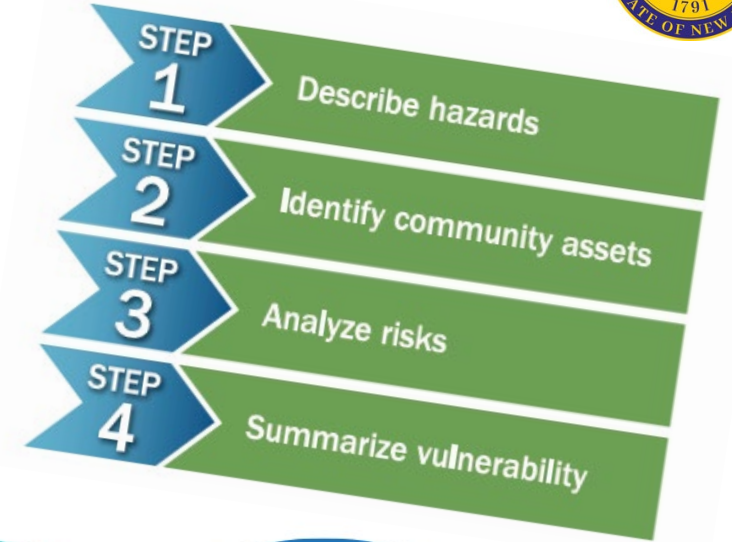 STEP
1
Describe hazards
STEP
2
Identify community assets
STEP
3
Analyze risks
STEP
4
Summarize vulnerability
1791
OF NEW